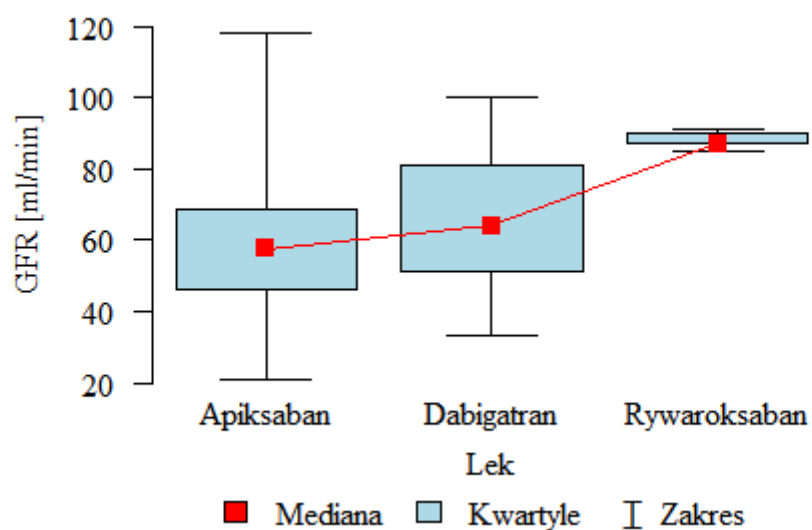 GFR [ml/min]
120
100
80
60
40
20
Apiksaban Dabigatran Rywaroksaban
Lek
Mediana Kwartyle Zakres